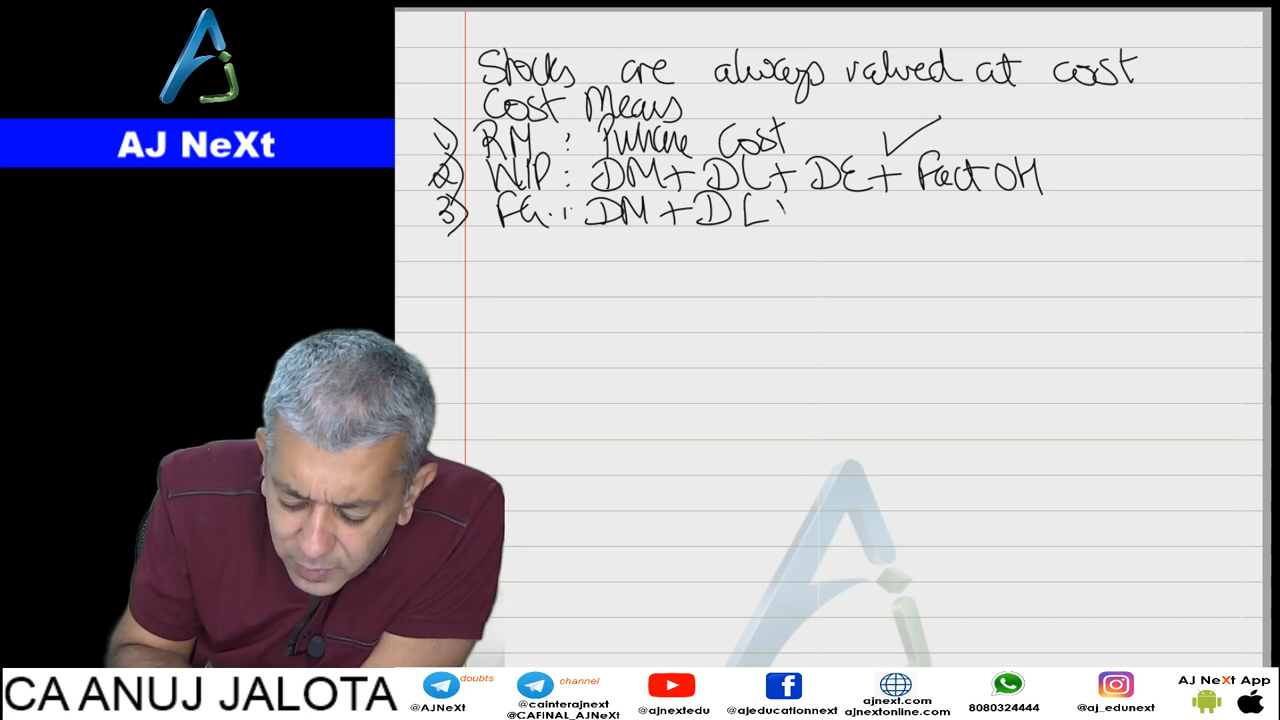 AJ NeXt
Stocks are always valued at cost
Cost Means
1) RM : Purchase Cost ✓
2) WIP : DM + DL + DE + Fact OH
3) FG : DM + DL
CA ANUJ JALOTA
doubts
@AJNeXt
channel
@cainterajnext
@CAFINAL_AJNeXt
@ajnextedu
@ajeducationnext
ajnext.com
ajnextonline.com
8080324444
@aj_edunext
AJ NeXt App